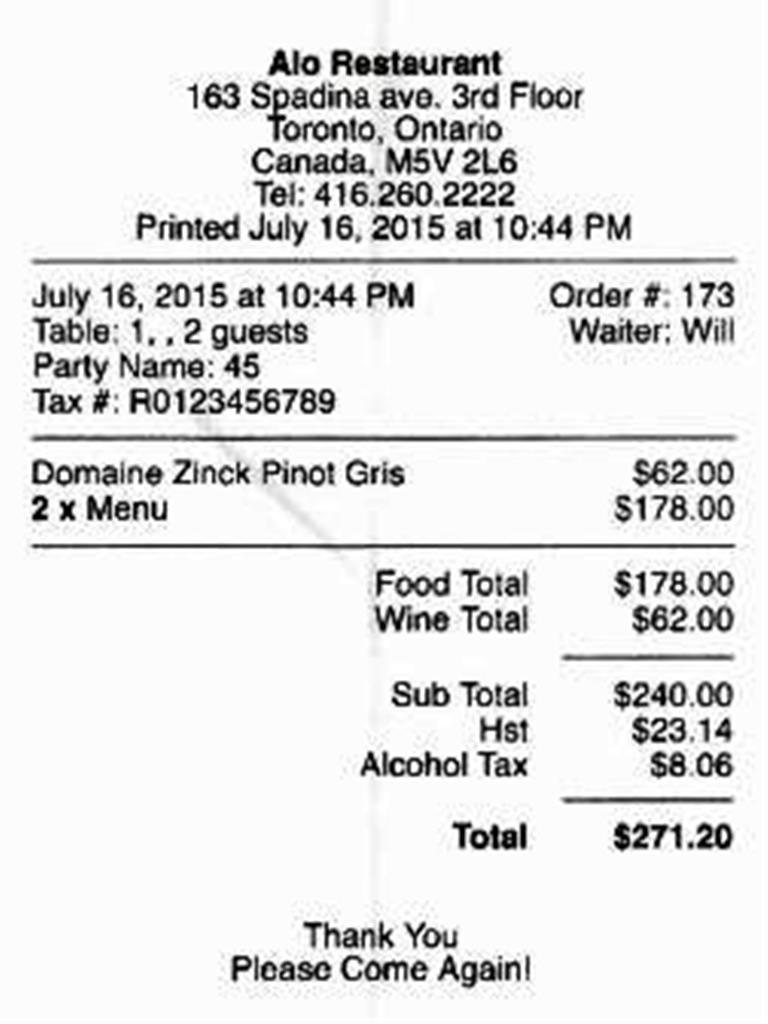 Alo Restaurant
163 Spadina ave. 3rd Floor
Toronto, Ontario
Canada, M5V 2L6
Tel: 416.260.2222
Printed July 16, 2015 at 10:44 PM
July 16, 2015 at 10:44 PM Order #: 173
Table: 1, , 2 guests Waiter: Will
Party Name: 45
Tax #: R0123456789
Domaine Zinck Pinot Gris $62.00
2 x Menu $178.00
Food Total $178.00
Wine Total $62.00
Sub Total $240.00
Hst $23.14
Alcohol Tax $8.06
Total $271.20
Thank You
Please Come Again!